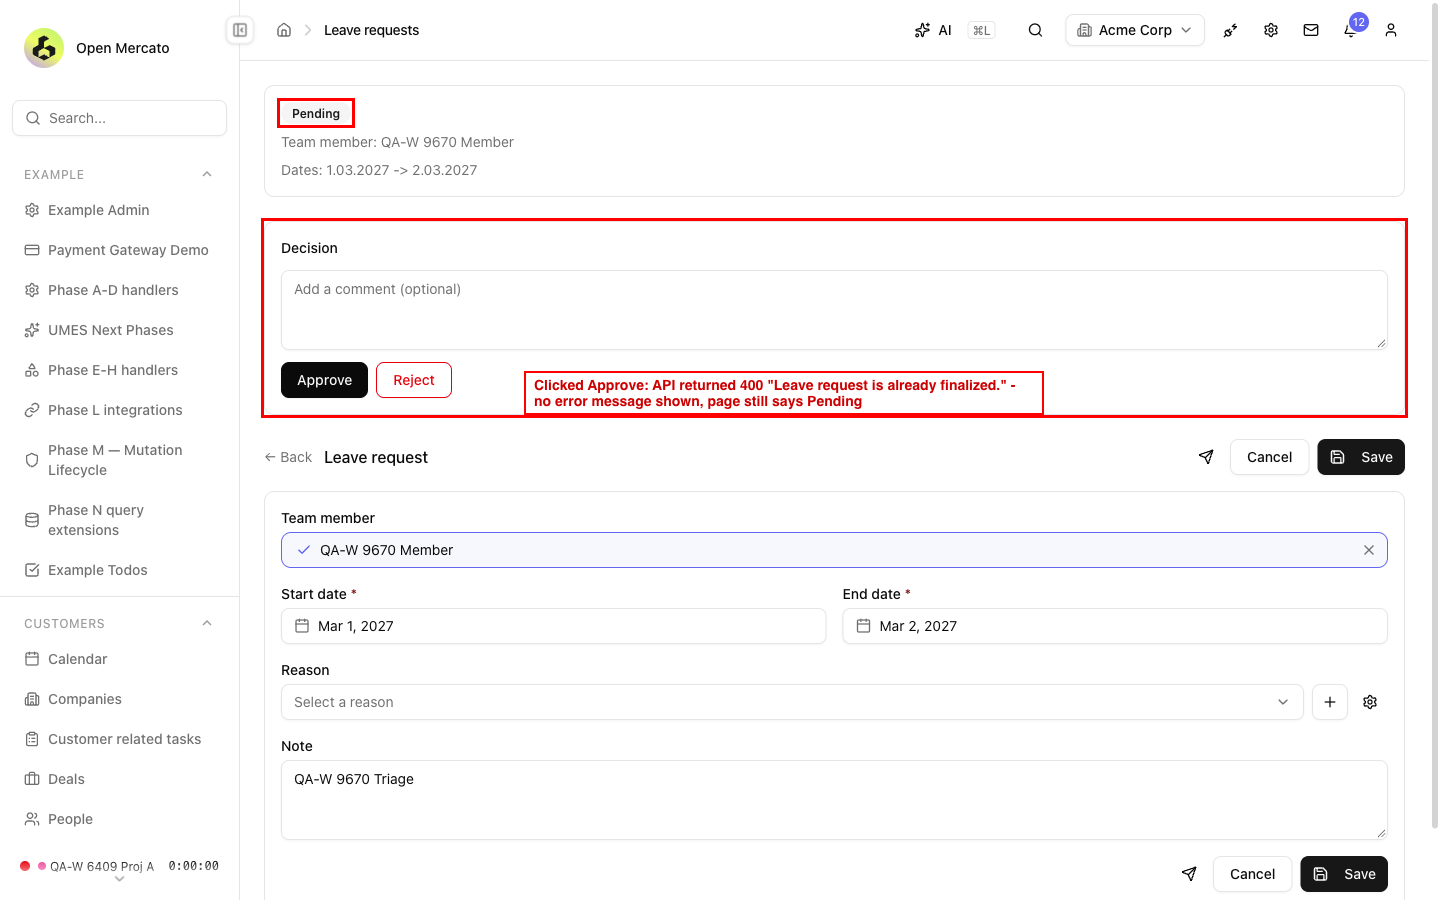 Open Mercato
Leave requests
AI
⌘L
Acme Corp
12
Search...
EXAMPLE
Example Admin
Payment Gateway Demo
Phase A-D handlers
UMES Next Phases
Phase E-H handlers
Phase L integrations
Phase M — Mutation
Lifecycle
Phase N query
extensions
Example Todos
CUSTOMERS
Calendar
Companies
Customer related tasks
Deals
People
QA-W 6409 Proj A 0:00:00
Pending
Team member: QA-W 9670 Member
Dates: 1.03.2027 -> 2.03.2027
Decision
Add a comment (optional)
Approve
Reject
Clicked Approve: API returned 400 "Leave request is already finalized." -
no error message shown, page still says Pending
← Back
Leave request
Cancel
Save
Team member
QA-W 9670 Member
Start date *
End date *
Mar 1, 2027
Mar 2, 2027
Reason
Select a reason
Note
QA-W 9670 Triage
Cancel
Save